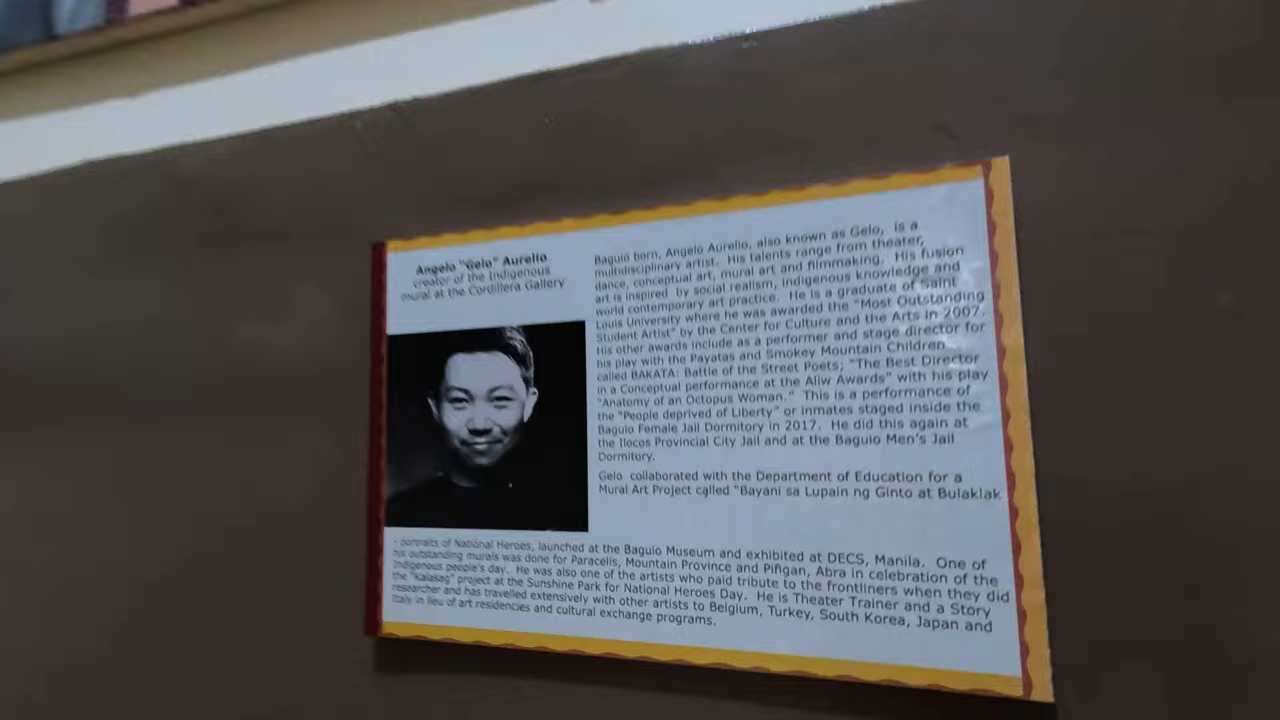 Angelo "Gelo" Aurello
creator of the Indigenous
mural at the Cordillera Gallery
Baguio born, Angelo Aurello, also known as Gelo, is a
multidisciplinary artist. His talents range from theater,
dance, conceptual art, mural art and filmmaking. His fusion
art is inspired by social realism, indigenous knowledge and
world contemporary art practice. He is a graduate of Saint
Louis University where he was awarded the "Most Outstanding
Student Artist" by the Center for Culture and the Arts in 2007.
His other awards include as a performer and stage director for
his play with the Payatas and Smokey Mountain Children
called BAKATA: Battle of the Street Poets; "The Best Director
in a Conceptual performance at the Aliw Awards" with his play
"Anatomy of an Octopus Woman." This is a performance of
the "People deprived of Liberty" or inmates staged inside the
Baguio Female Jail Dormitory in 2017. He did this again at
the Ilocos Provincial City Jail and at the Baguio Men's Jail
Dormitory.
Gelo collaborated with the Department of Education for a
Mural Art Project called "Bayani sa Lupain ng Ginto at Bulaklak
- portraits of National Heroes, launched at the Baguio Museum and exhibited at DECS, Manila. One of
his outstanding murals was done for Paracelis, Mountain Province and Piñgan, Abra in celebration of the
Indigenous people's day. He was also one of the artists who paid tribute to the frontliners when they did
the "kalasag" project at the Sunshine Park for National Heroes Day. He is Theater Trainer and a Story
researcher and has travelled extensively with other artists to Belgium, Turkey, South Korea, Japan and
Italy in lieu of art residencies and cultural exchange programs.